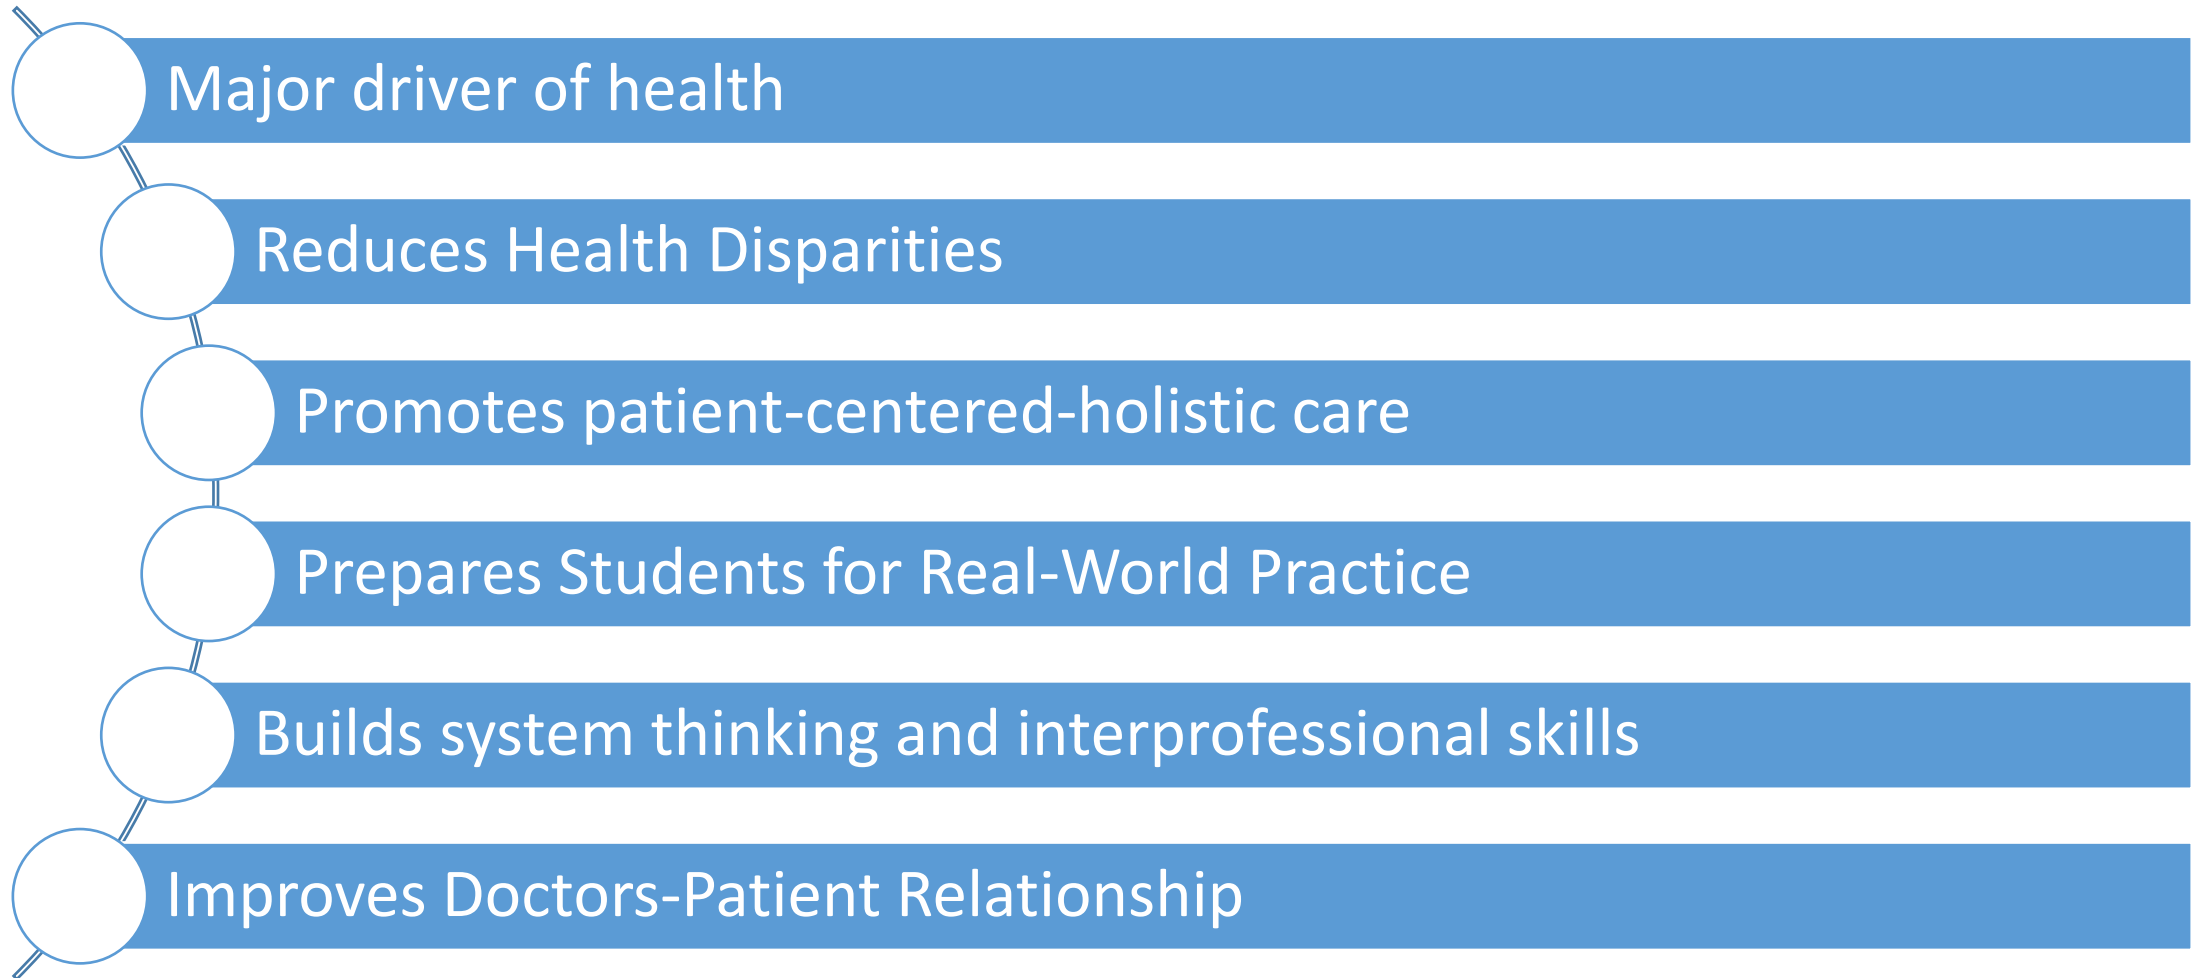 Major driver of health
Reduces Health Disparities
Promotes patient-centered-holistic care
Prepares Students for Real-World Practice
Builds system thinking and interprofessional skills
Improves Doctors-Patient Relationship